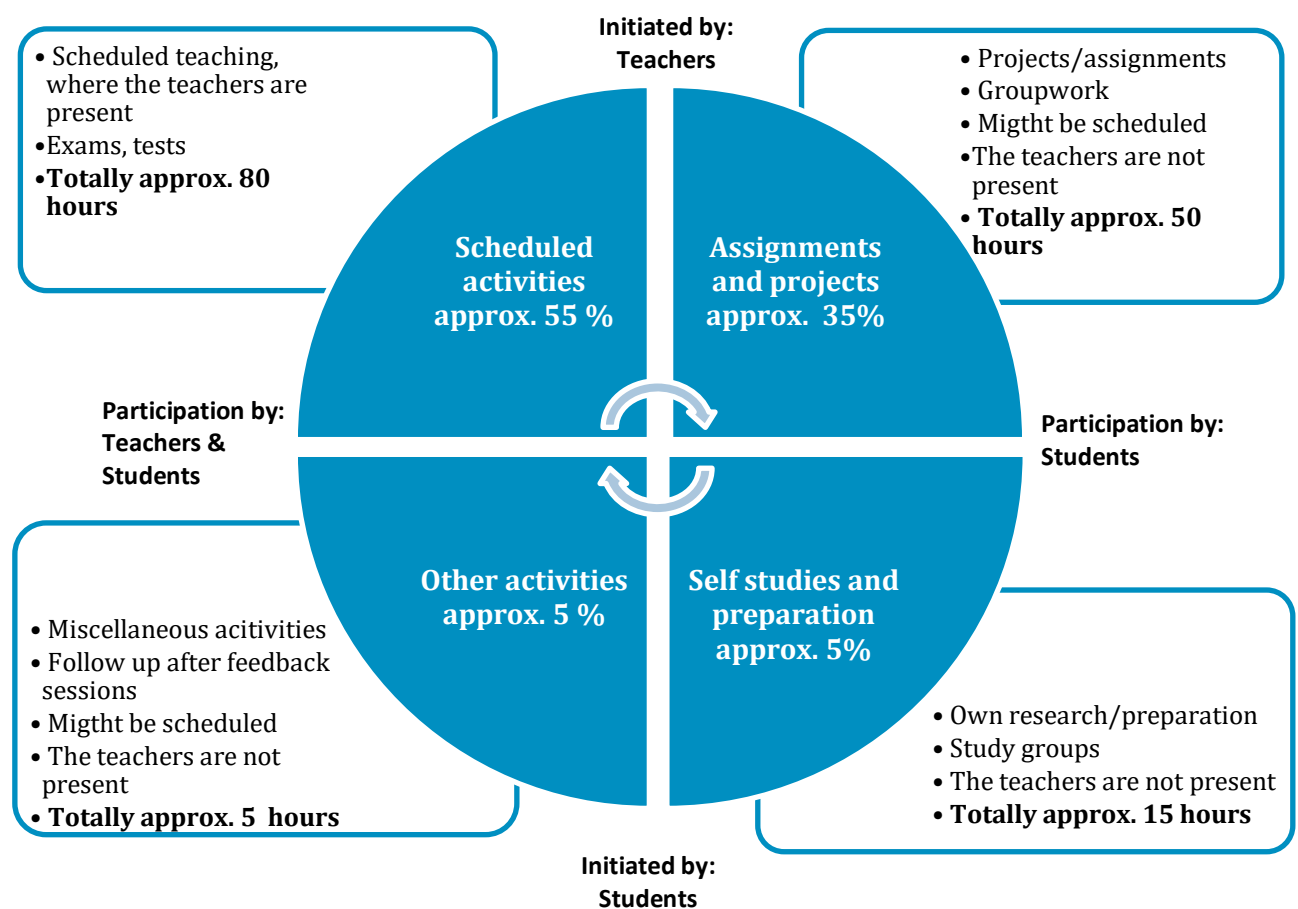 Initiated by:
Teachers
• Scheduled teaching,
where the teachers are
present
•Exams, tests
•Totally approx. 80
hours
• Projects/assignments
• Groupwork
• Migtht be scheduled
•The teachers are not
present
• Totally approx. 50
hours
Scheduled
activities
approx. 55 %
Assignments
and projects
approx.  35%
Participation by:
Teachers &
Students
Participation by:
Students
Other activities
approx. 5 %
Self studies and
preparation
approx. 5%
• Miscellaneous acitivities
• Follow up after feedback
sessions
• Migtht be scheduled
• The teachers are not
present
• Totally approx. 5  hours
• Own research/preparation
• Study groups
• The teachers are not present
• Totally approx. 15 hours
Initiated by:
Students